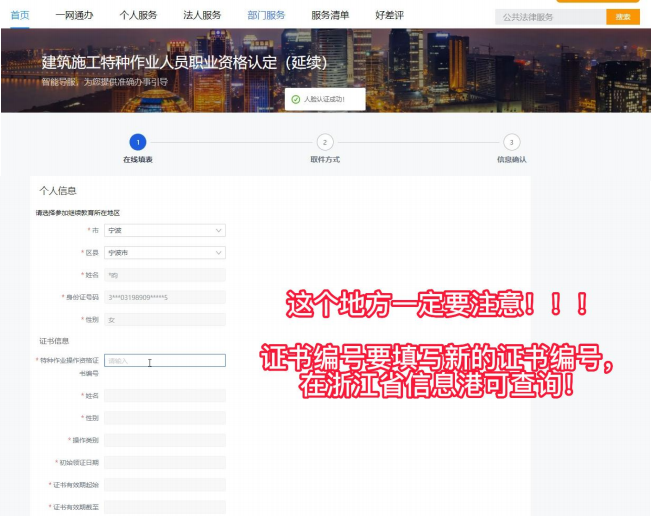 首页 一网通办 个人服务 法人服务 部门服务 服务清单 好差评 公共法律服务 搜索
建筑施工特种作业人员职业资格认定（延续）
智能导服，为您提供准确办事引导
人脸认证成功!
1 2 3
在线填表 取件方式 信息确认
个人信息
请选择参加继续教育所在地区
* 市 宁波
* 区县 宁波市
* 姓名 *昀
* 身份证号码 3***03198909*****5
* 性别 女
这个地方一定要注意！！！
证书信息
证书编号要填写新的证书编号，
在浙江省信息港可查询！
* 特种作业操作资格证书编号 请输入
* 姓名
* 性别
* 操作类别
* 初始领证日期
* 证书有效期起始
* 证书有效期截至